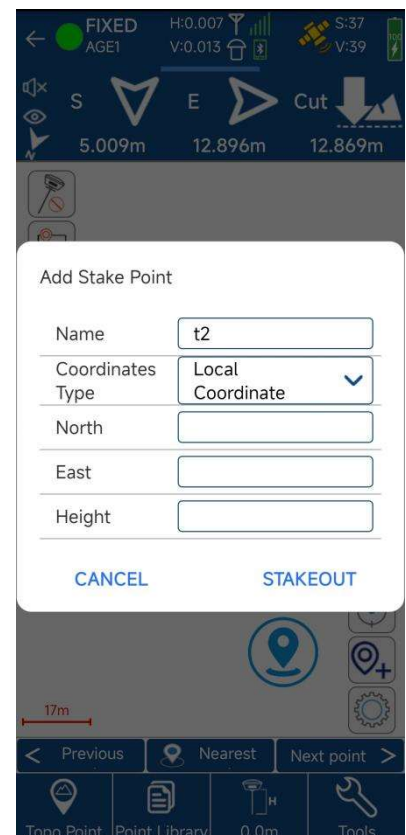 FIXED
AGE1
H:0.007
V:0.013
S:37
V:39
100
S
E
Cut
5.009m
12.896m
12.869m
N
Add Stake Point
Name
t2
Coordinates
Type
Local
Coordinate
North
East
Height
CANCEL
STAKEOUT
17m
< Previous
Nearest
Next point >
H
Topo Point
Point Library
0.0m
Tools